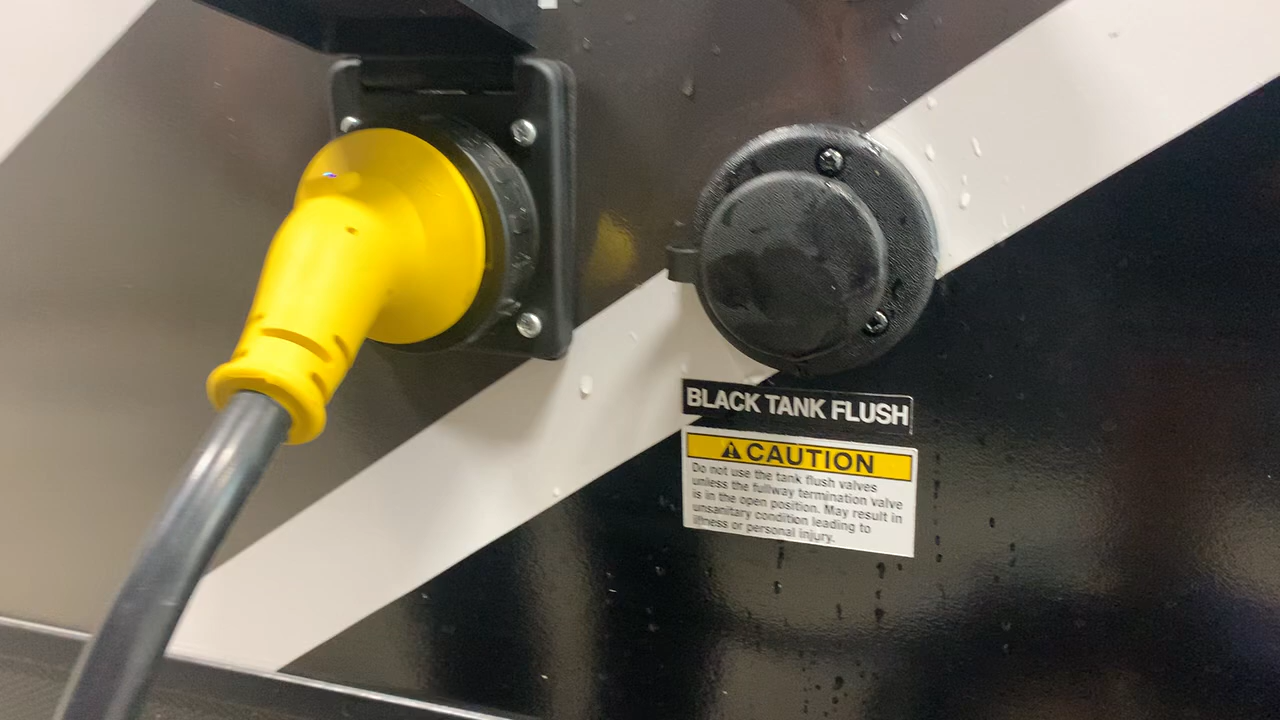 BLACK TANK FLUSH
CAUTION
Do not use the tank flush valves
unless the fullway termination valve
is in the open position. May result in
unsanitary condition leading to
illness or personal injury.